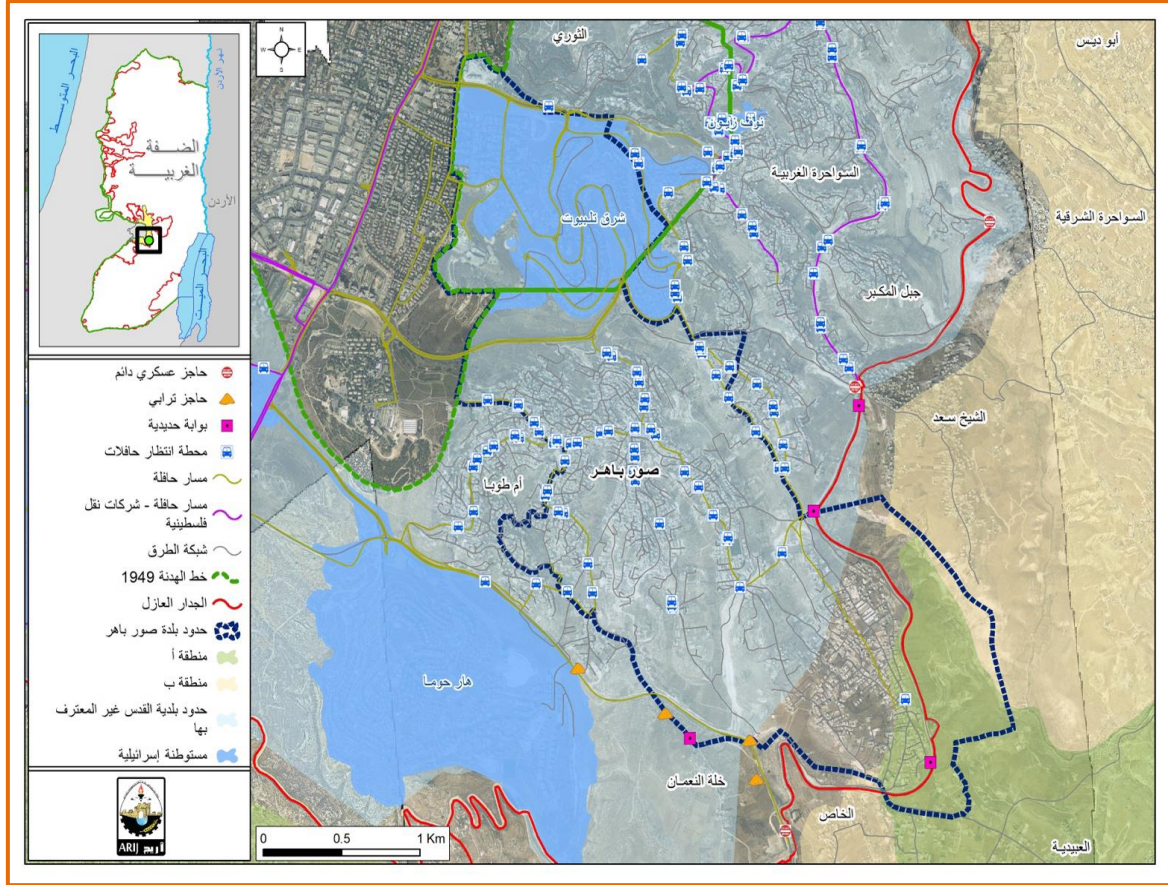 البحر المتوسط
نهر الأردن
الضفة
الغربية
الأردن
البحر الميت
N
W E
S
حاجز عسكري دائم
حاجز ترابي
بوابة حديدية
محطة انتظار حافلات
مسار حافلة
مسار حافلة - شركات نقل
فلسطينية
شبكة الطرق
خط الهدنة 1949
الجدار العازل
حدود بلدة صور باهر
منطقة أ
منطقة ب
حدود بلدية القدس غير المعترف
بها
مستوطنة إسرائيلية
ARIJ أريج
الثوري
أبو ديس
نوف زايون
السواحرة الغربية
السواحرة الشرقية
شرق تلبيوت
جبل المكبر
الشيخ سعد
صور باهر
أم طوبا
هار حوما
خلة النعمان
الخاص
العبيدية
0 0.5 1 Km